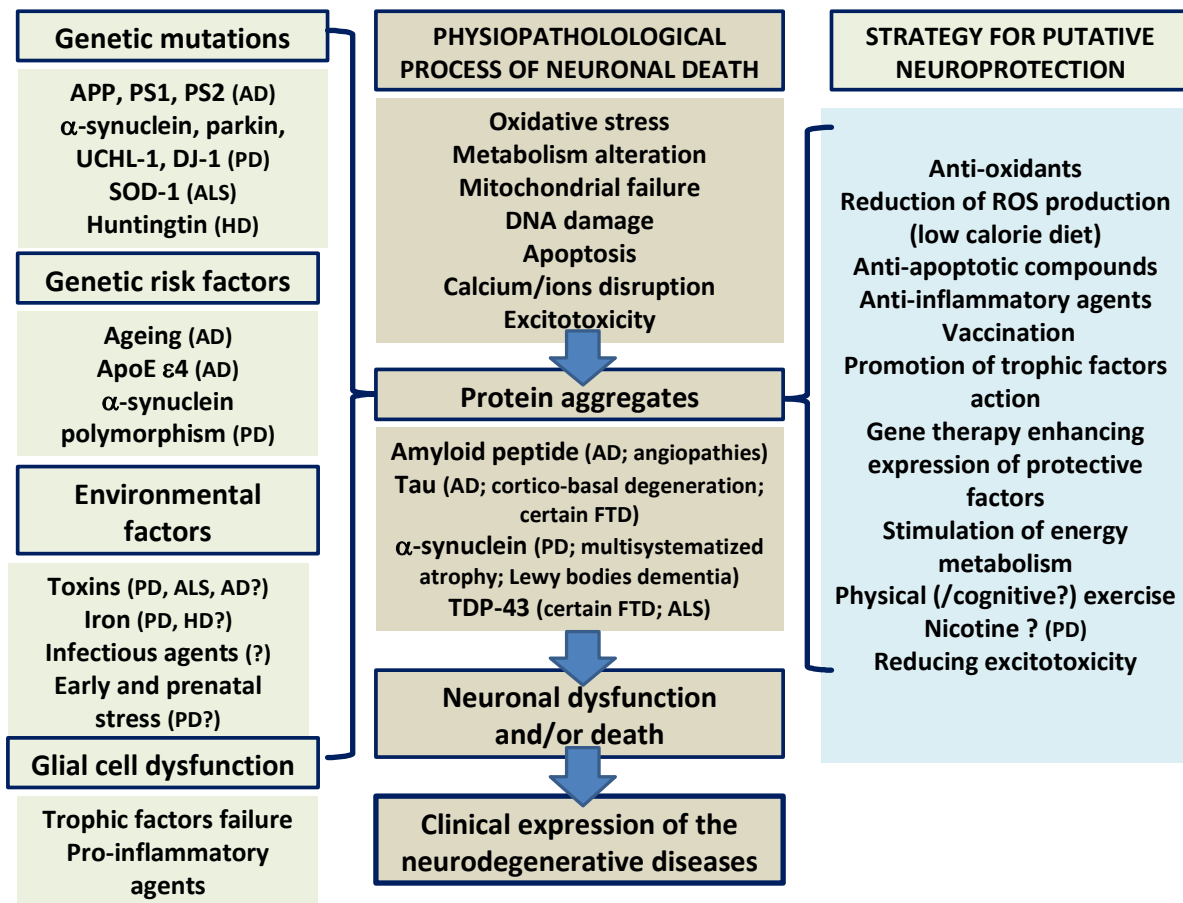 Genetic mutations
APP, PS1, PS2 (AD)
α-synuclein, parkin,
UCHL-1, DJ-1 (PD)
SOD-1 (ALS)
Huntingtin (HD)
Genetic risk factors
Ageing (AD)
ApoE ε4 (AD)
α-synuclein
polymorphism (PD)
Environmental
factors
Toxins (PD, ALS, AD?)
Iron (PD, HD?)
Infectious agents (?)
Early and prenatal
stress (PD?)
Glial cell dysfunction
Trophic factors failure
Pro-inflammatory
agents
PHYSIOPATHOLOLOGICAL
PROCESS OF NEURONAL DEATH
Oxidative stress
Metabolism alteration
Mitochondrial failure
DNA damage
Apoptosis
Calcium/ions disruption
Excitotoxicity
Protein aggregates
Amyloid peptide (AD; angiopathies)
Tau (AD; cortico-basal degeneration;
certain FTD)
α-synuclein (PD; multisystematized
atrophy; Lewy bodies dementia)
TDP-43 (certain FTD; ALS)
Neuronal dysfunction
and/or death
Clinical expression of the
neurodegenerative diseases
STRATEGY FOR PUTATIVE
NEUROPROTECTION
Anti-oxidants
Reduction of ROS production
(low calorie diet)
Anti-apoptotic compounds
Anti-inflammatory agents
Vaccination
Promotion of trophic factors
action
Gene therapy enhancing
expression of protective
factors
Stimulation of energy
metabolism
Physical (/cognitive?) exercise
Nicotine ? (PD)
Reducing excitotoxicity